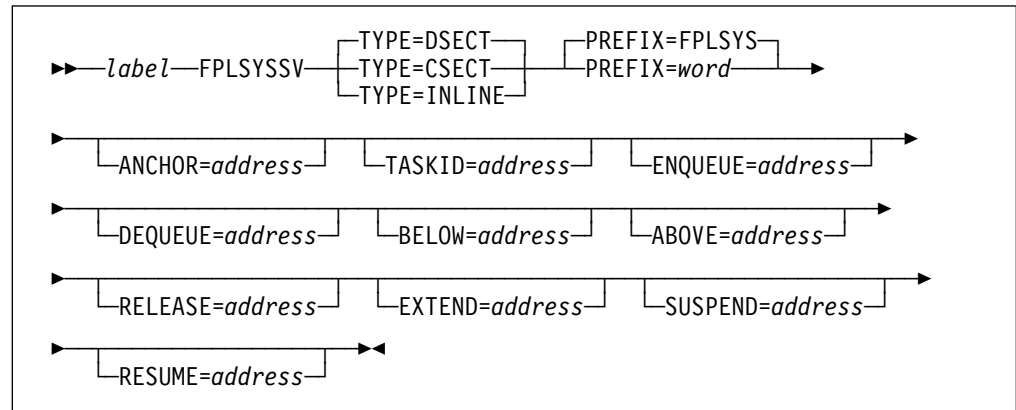 TYPE=DSECT PREFIX=FPLSYS
label FPLSYSSV TYPE=CSECT PREFIX=word
TYPE=INLINE
ANCHOR=address TASKID=address ENQUEUE=address
DEQUEUE=address BELOW=address ABOVE=address
RELEASE=address EXTEND=address SUSPEND=address
RESUME=address